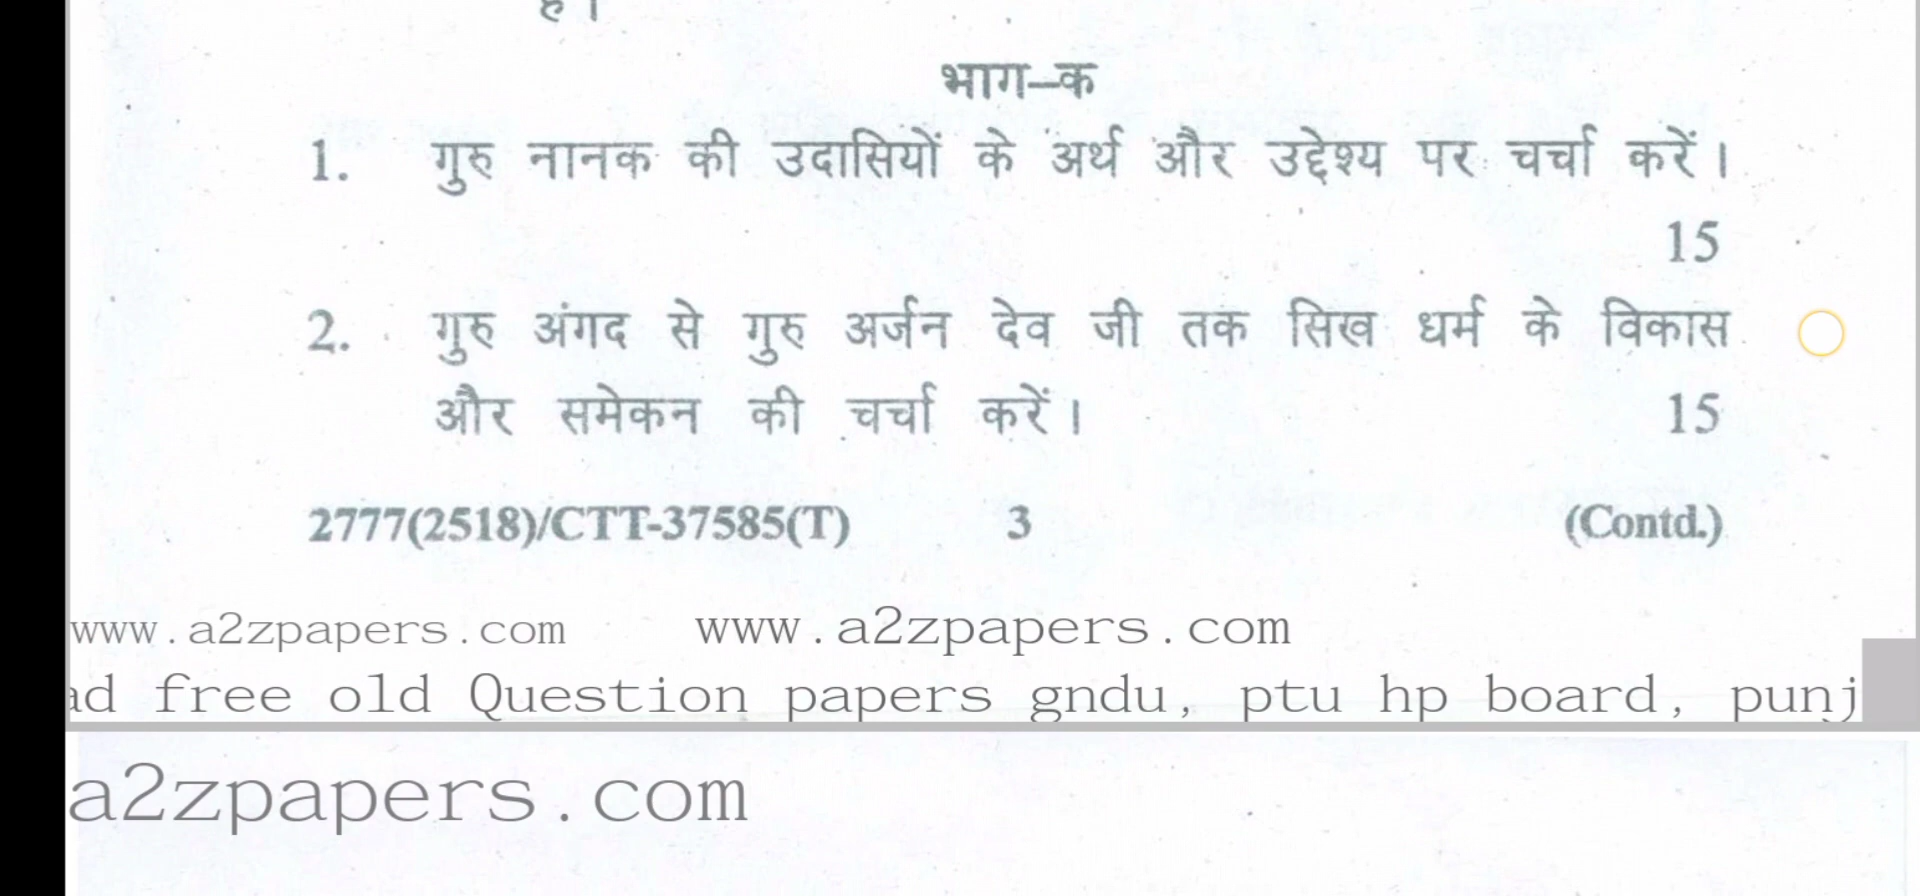 है।
भाग–क
1. गुरु नानक की उदासियों के अर्थ और उद्देश्य पर चर्चा करें।
15
2. गुरु अंगद से गुरु अर्जन देव जी तक सिख धर्म के विकास
और समेकन की चर्चा करें। 15
2777(2518)/CTT-37585(T) 3 (Contd.)
www.a2zpapers.com www.a2zpapers.com
ad free old Question papers gndu, ptu hp board, punj
a2zpapers.com